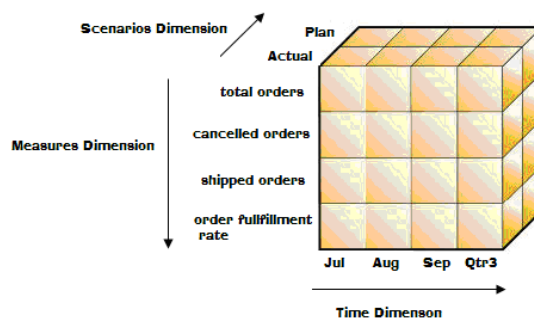 Scenarios Dimension
Plan
Actual
total orders
cancelled orders
Measures Dimension
shipped orders
order fullfillment
rate
Jul Aug Sep Qtr3
Time Dimenson